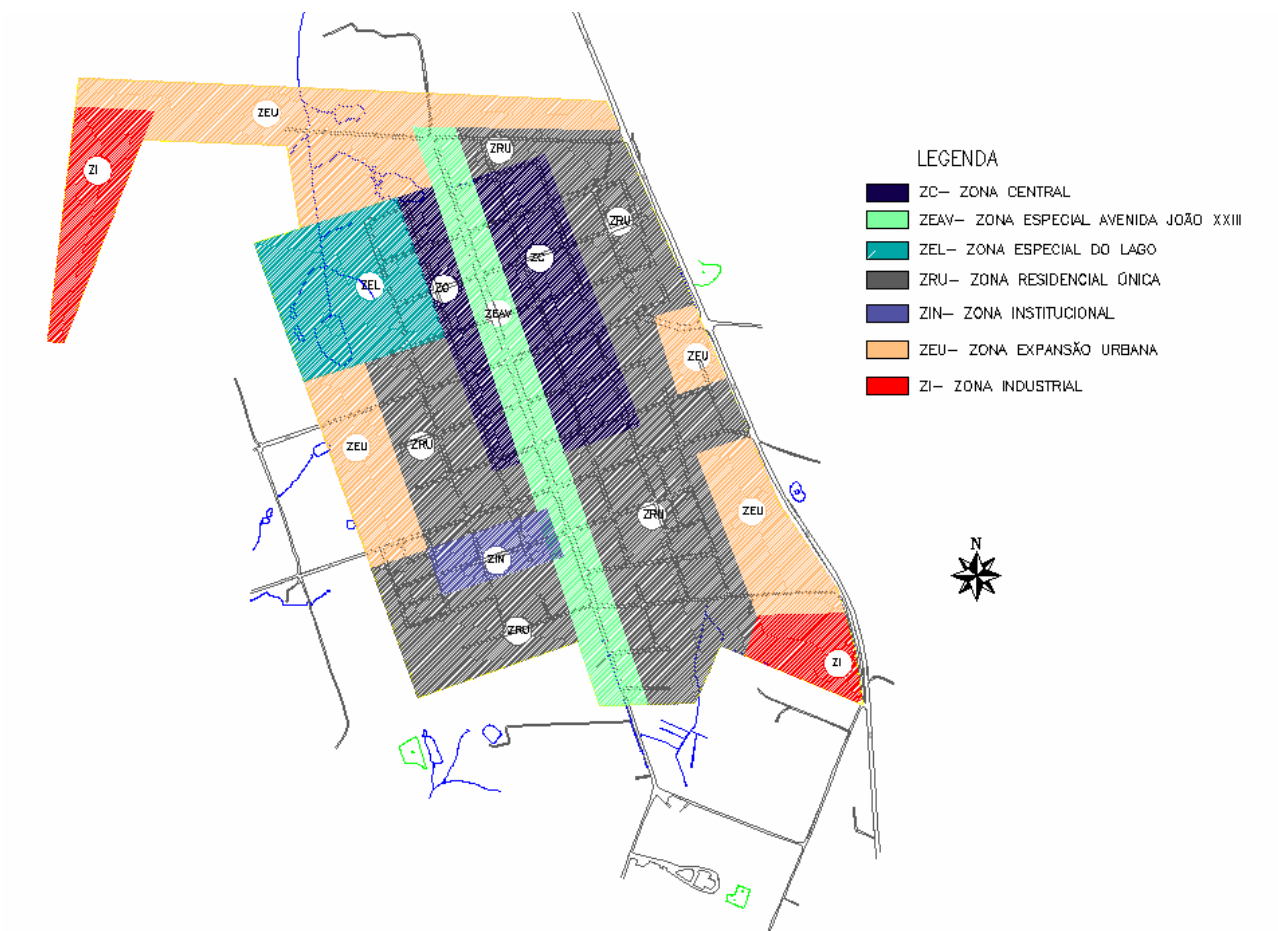 ZEU
ZI
ZRU
ZRU
ZC
ZEL
ZC
ZEAV
ZEU
ZEU
ZRU
ZEU
ZRU
ZIN
ZRU
ZI
LEGENDA
ZC– ZONA CENTRAL
ZEAV– ZONA ESPECIAL AVENIDA JOÃO XXIII
ZEL– ZONA ESPECIAL DO LAGO
ZRU– ZONA RESIDENCIAL ÚNICA
ZIN– ZONA INSTITUCIONAL
ZEU– ZONA EXPANSÃO URBANA
ZI– ZONA INDUSTRIAL
N